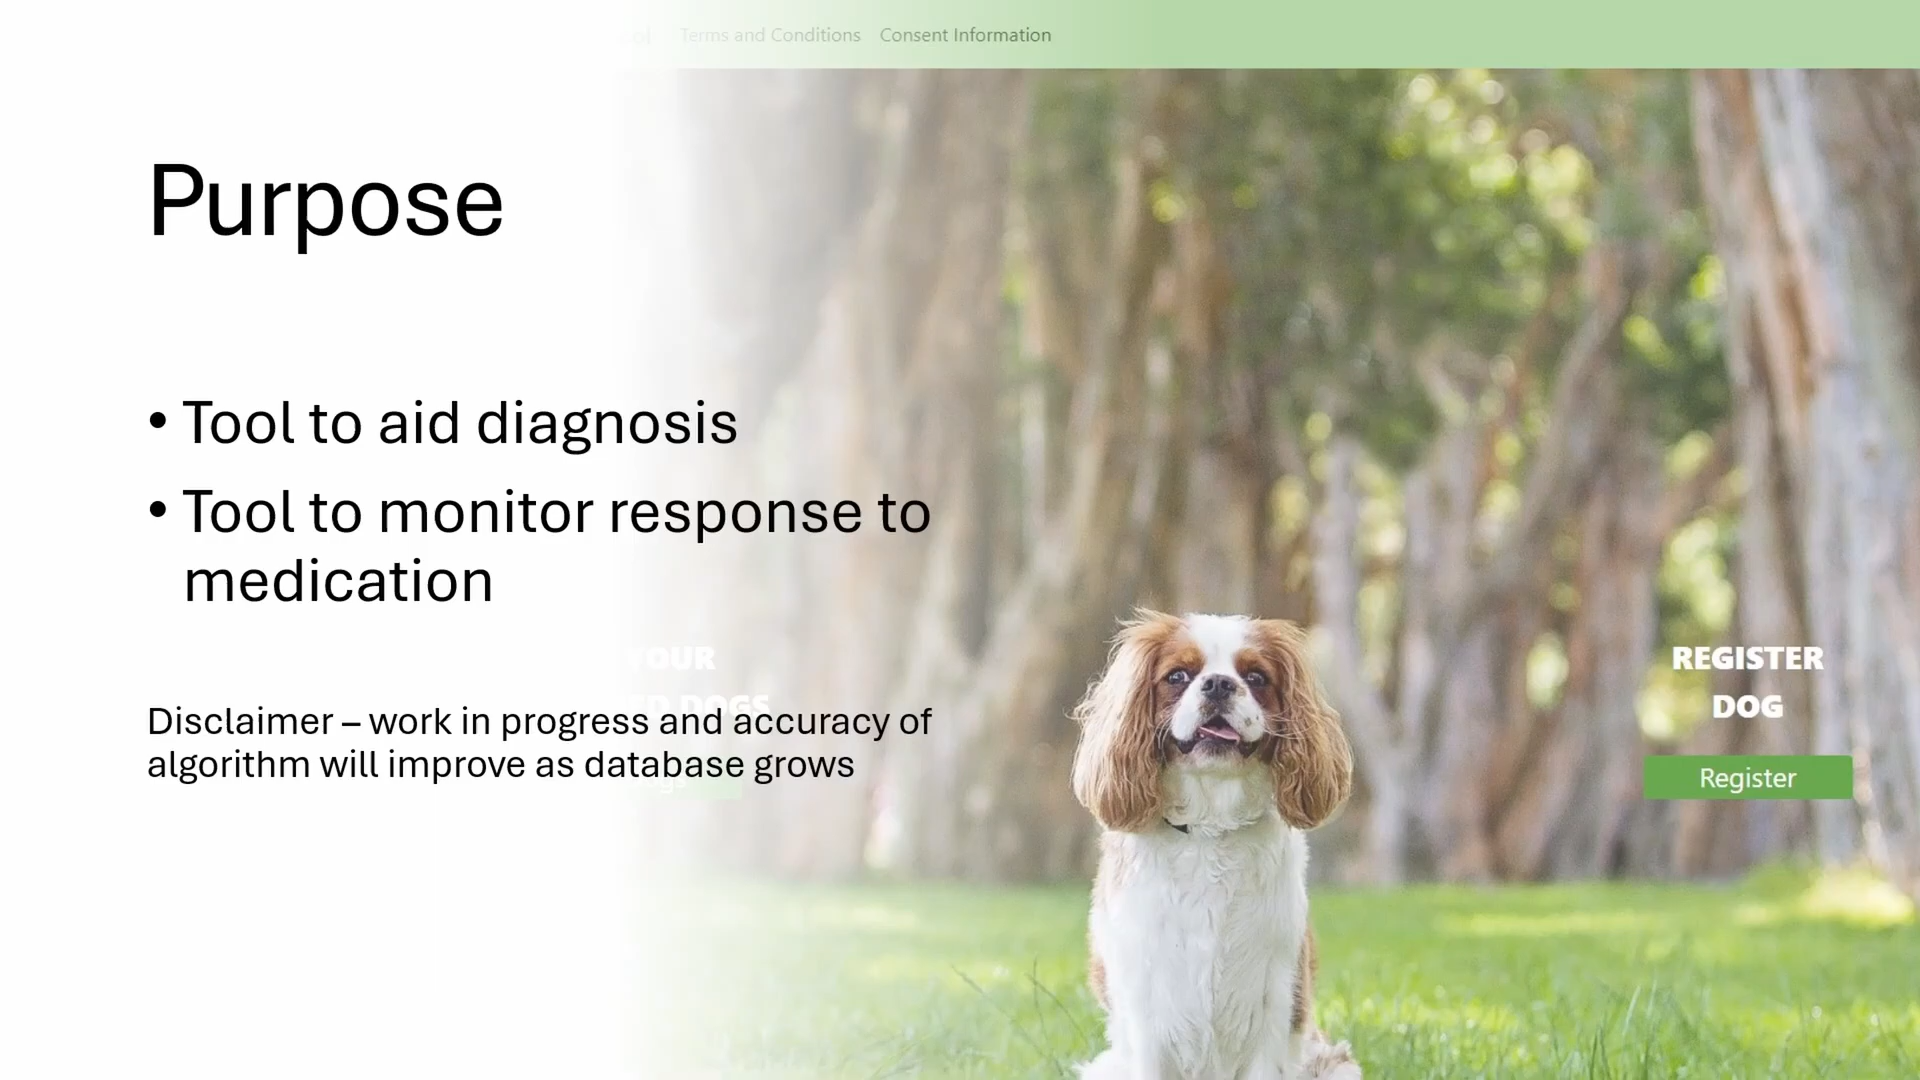 Terms and Conditions Consent Information
Purpose
• Tool to aid diagnosis
• Tool to monitor response to
medication
YOUR
DOGS
Disclaimer – work in progress and accuracy of
algorithm will improve as database grows
REGISTER
DOG
Register